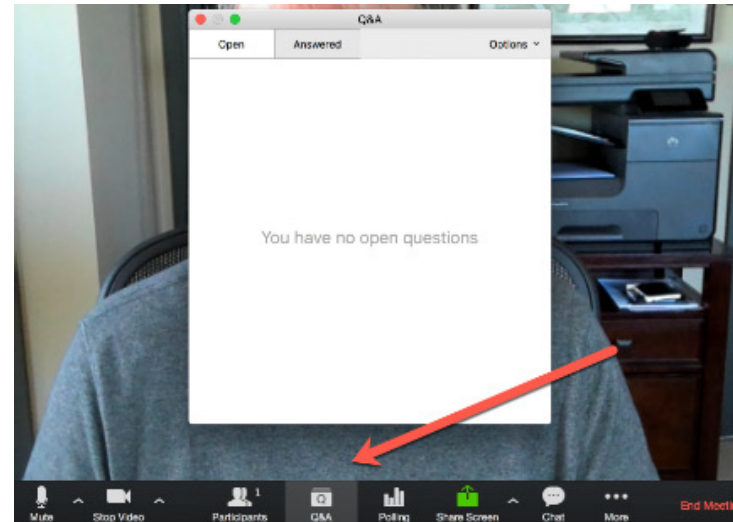 Q&A
Open Answered Options
You have no open questions
1
Mute Stop Video Participants Q&A Polling Share Screen Chat More End Meeti